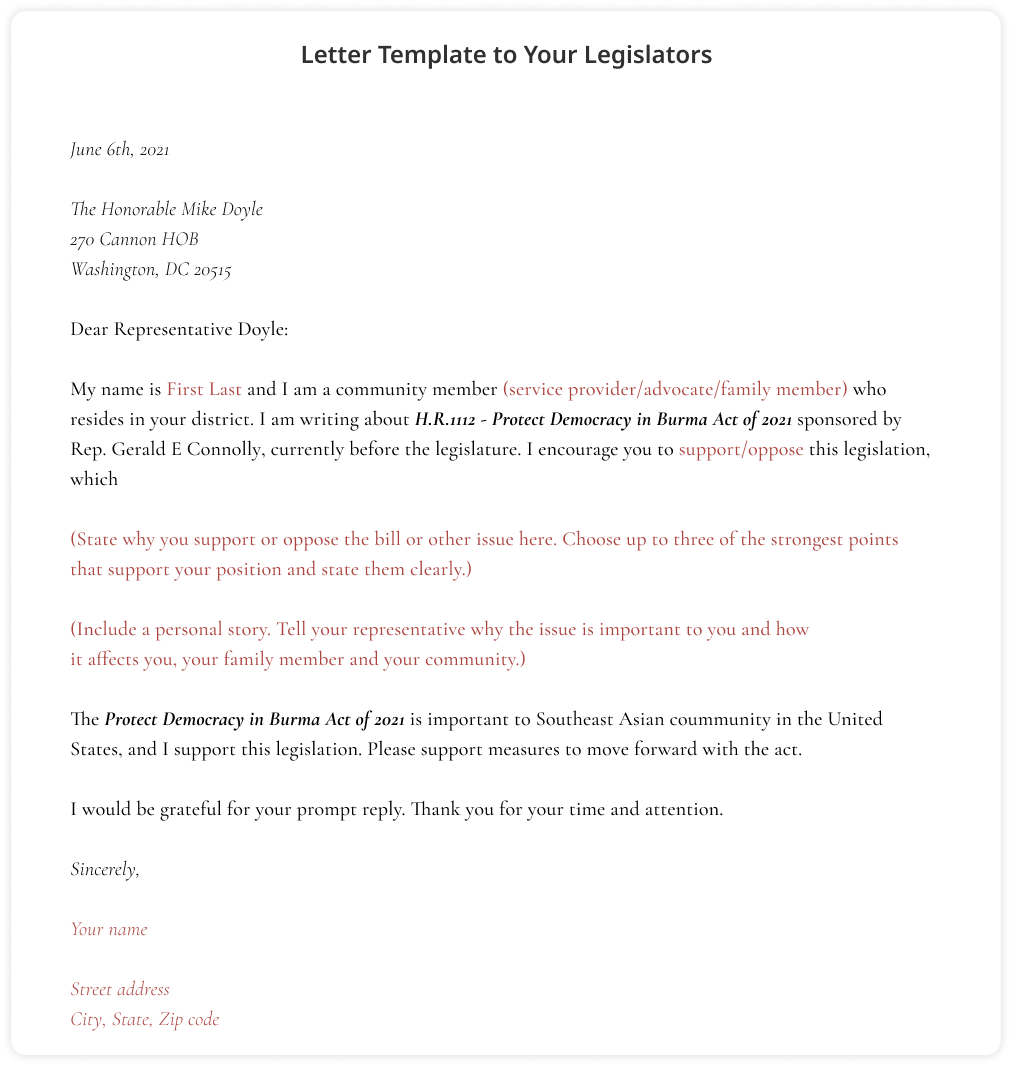 Letter Template to Your Legislators
June 6th, 2021
The Honorable Mike Doyle
270 Cannon HOB
Washington, DC 20515
Dear Representative Doyle:
My name is First Last and I am a community member (service provider/advocate/family member) who
resides in your district. I am writing about H.R.1112 - Protect Democracy in Burma Act of 2021 sponsored by
Rep. Gerald E Connolly, currently before the legislature. I encourage you to support/oppose this legislation,
which
(State why you support or oppose the bill or other issue here. Choose up to three of the strongest points
that support your position and state them clearly.)
(Include a personal story. Tell your representative why the issue is important to you and how
it affects you, your family member and your community.)
The Protect Democracy in Burma Act of 2021 is important to Southeast Asian coummunity in the United
States, and I support this legislation. Please support measures to move forward with the act.
I would be grateful for your prompt reply. Thank you for your time and attention.
Sincerely,
Your name
Street address
City, State, Zip code